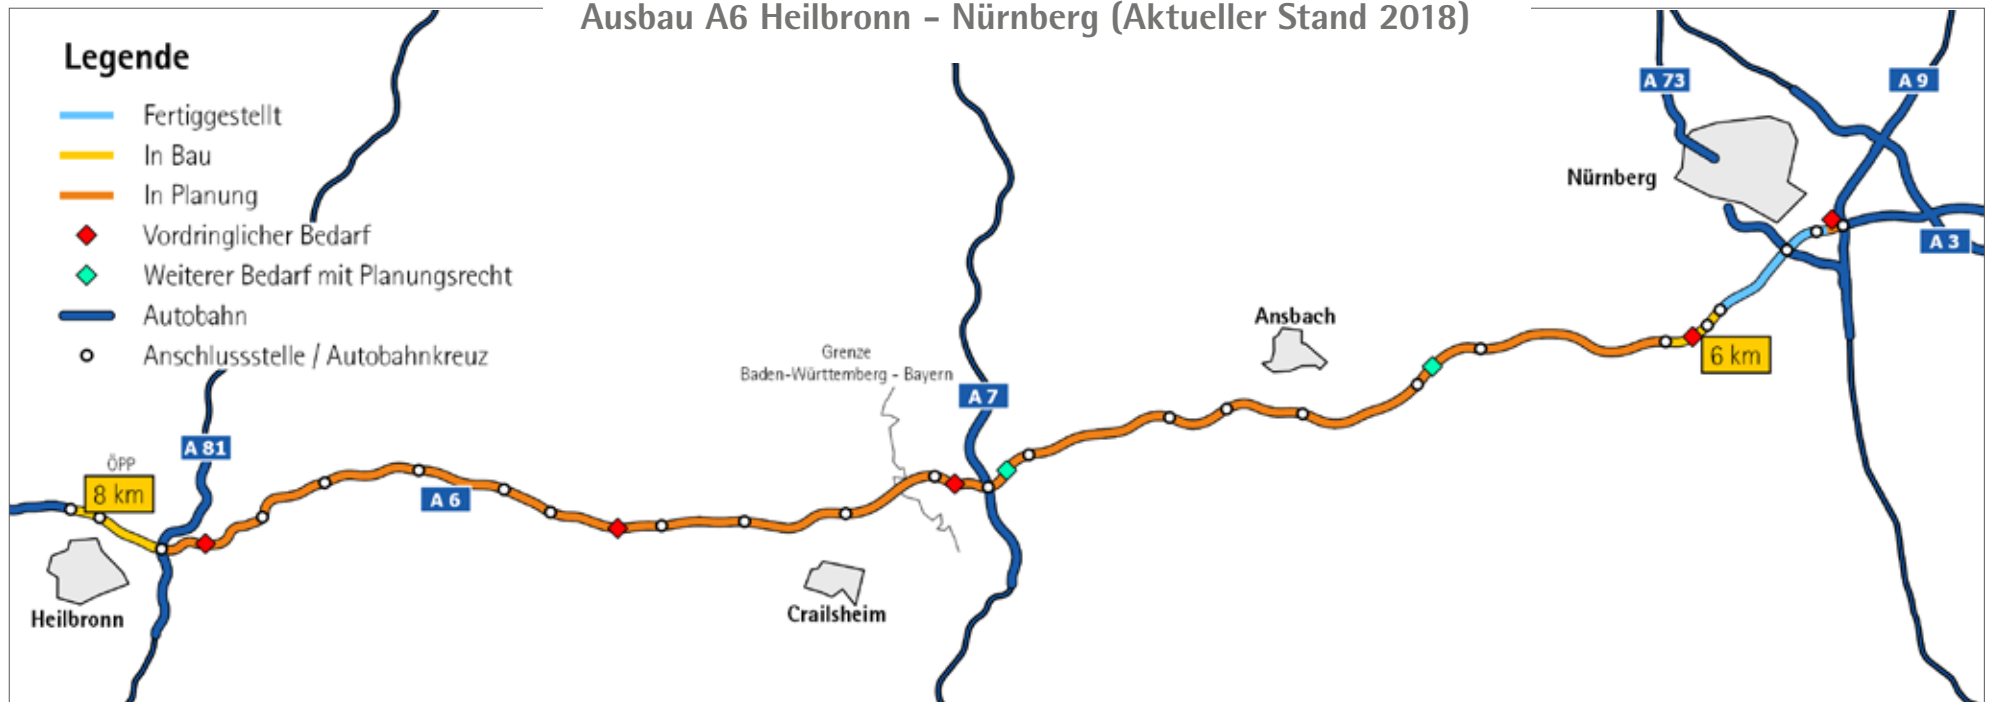 Ausbau A6 Heilbronn - Nürnberg (Aktueller Stand 2018)
Legende
Fertiggestellt
In Bau
In Planung
Vordringlicher Bedarf
Weiterer Bedarf mit Planungsrecht
Autobahn
Anschlussstelle / Autobahnkreuz
A 73
A 9
Nürnberg
A 3
Ansbach
6 km
Grenze
Baden-Württemberg - Bayern
A 7
A 81
ÖPP
8 km
A 6
Heilbronn
Crailsheim